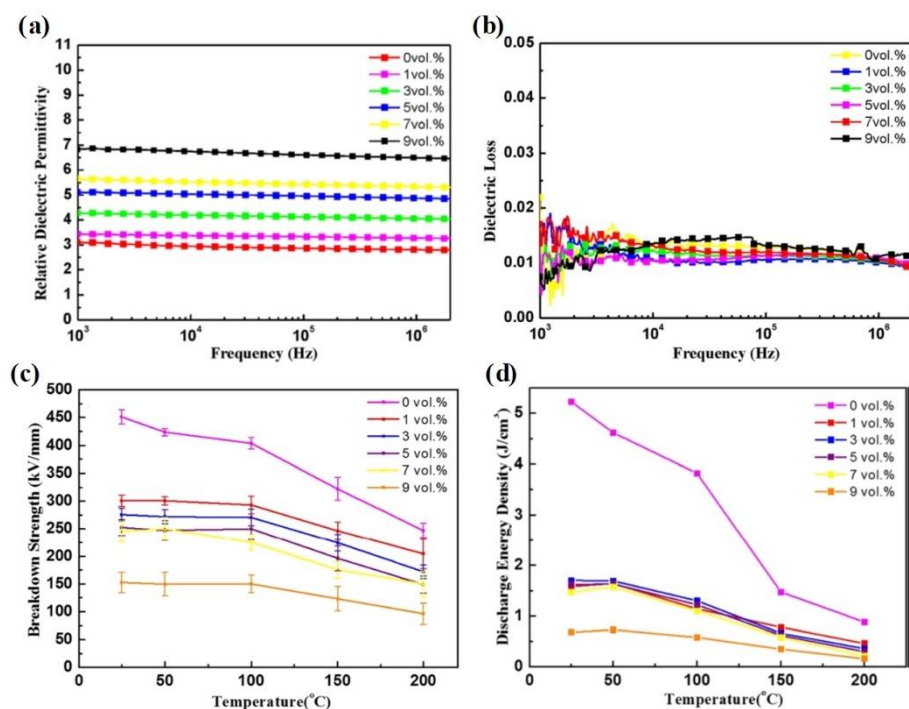 (a)
11
10
9
8
7
6
5
4
3
2
1
0
Relative Dielectric Permittivity
0vol.%
1vol.%
3vol.%
5vol.%
7vol.%
9vol.%
10³ 10⁴ 10⁵ 10⁶
Frequency (Hz)
(b)
0.05
0.04
0.03
0.02
0.01
0.00
Dielectric Loss
0vol.%
1vol.%
3vol.%
5vol.%
7vol.%
9vol.%
10³ 10⁴ 10⁵ 10⁶
Frequency (Hz)
(c)
500
450
400
350
300
250
200
150
100
50
0
Breakdown Strength (kV/mm)
0 vol.%
1 vol.%
3 vol.%
5 vol.%
7 vol.%
9 vol.%
0 50 100 150 200
Temperature(°C)
(d)
5
4
3
2
1
0
Discharge Energy Density (J/cm³)
0 vol.%
1 vol.%
3 vol.%
5 vol.%
7 vol.%
9 vol.%
0 50 100 150 200
Temperature(°C)